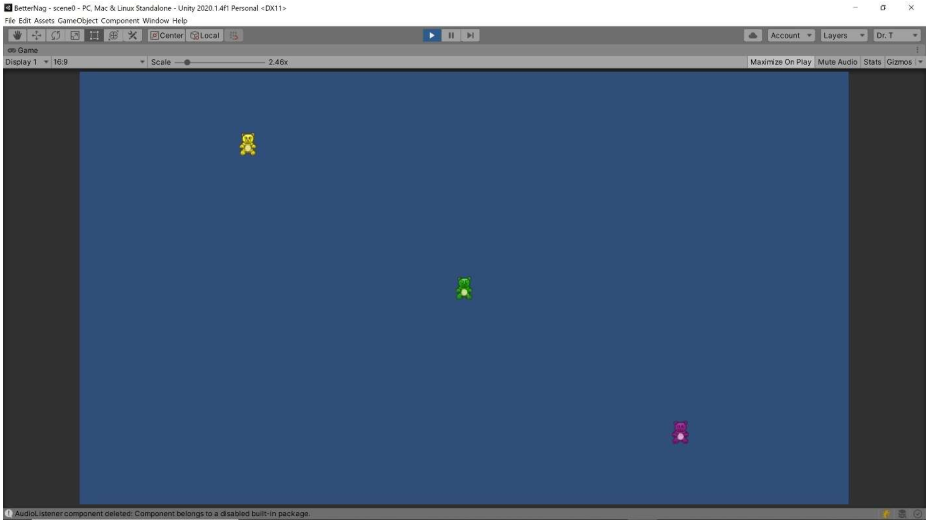 BetterNag - scene0 - PC, Mac & Linux Standalone - Unity 2020.1.4f1 Personal <DX11>
File Edit Assets GameObject Component Window Help
Center Local Account Layers Dr. T
Game
Display 1 16:9 Scale 2.46x Maximize On Play Mute Audio Stats Gizmos
AudioListener component deleted: Component belongs to a disabled built-in package.